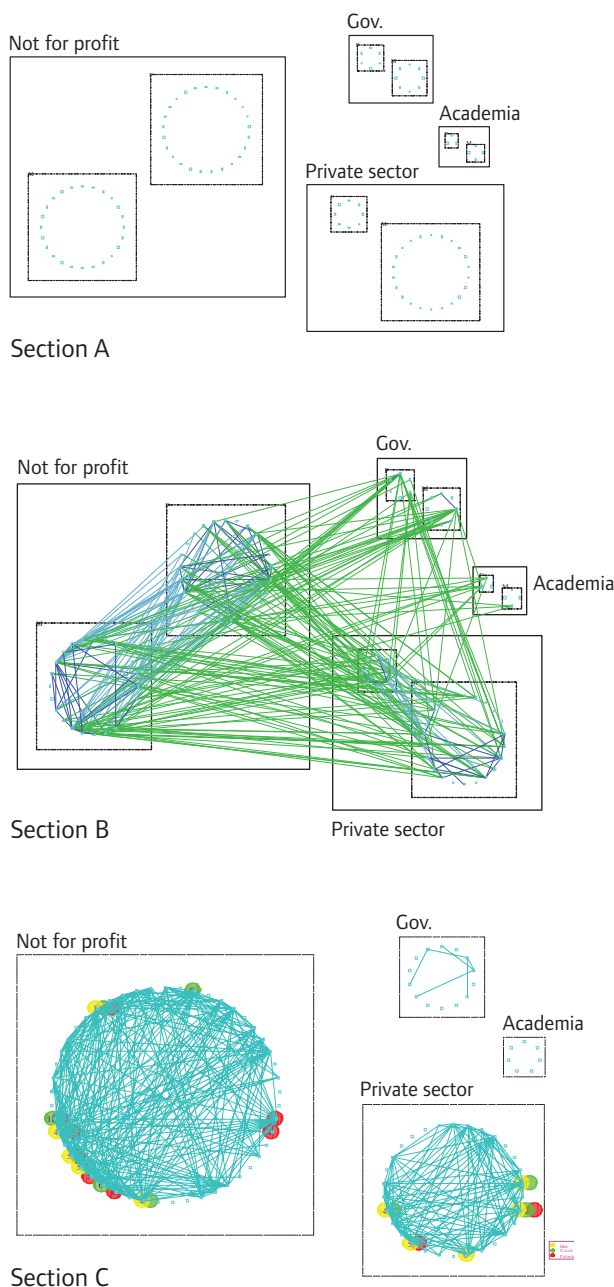 Not for profit
Gov.
Academia
Private sector
Section A
Not for profit
Gov.
Academia
Private sector
Section B
Not for profit
Gov.
Academia
Private sector
Section C